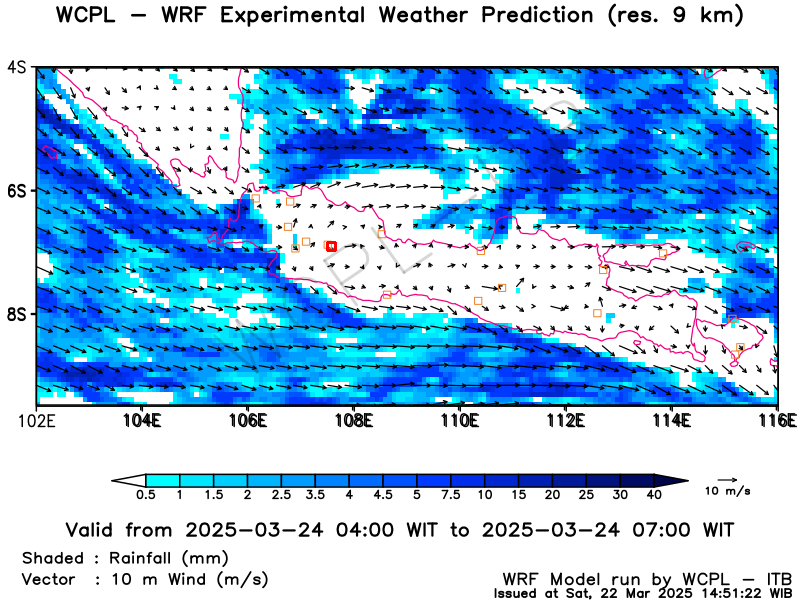 WCPL – WRF Experimental Weather Prediction (res. 9 km)
4S
6S
8S
102E 104E 106E 108E 110E 112E 114E 116E
WCPL
0.5 1 1.5 2 2.5 3.5 4 4.5 5 7.5 10 15 20 25 30 40
10 m/s
Valid from 2025-03-24 04:00 WIT to 2025-03-24 07:00 WIT
Shaded : Rainfall (mm)
Vector : 10 m Wind (m/s)
WRF Model run by WCPL – ITB
Issued at Sat, 22 Mar 2025 14:51:22 WIB